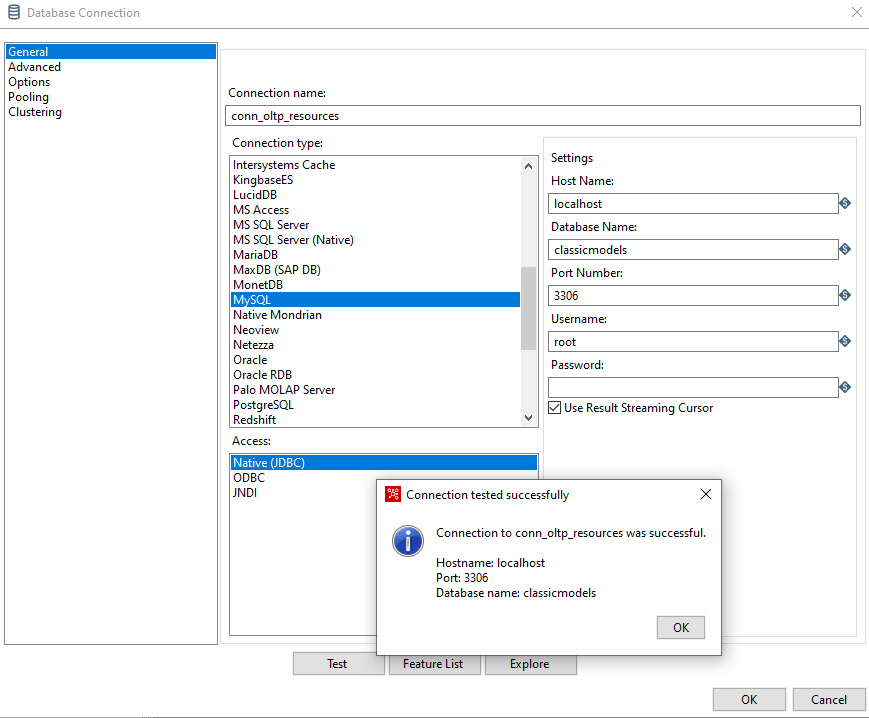 Database Connection
General
Advanced
Options
Pooling
Clustering
Connection name:
conn_oltp_resources
Connection type:
Intersystems Cache
KingbaseES
LucidDB
MS Access
MS SQL Server
MS SQL Server (Native)
MariaDB
MaxDB (SAP DB)
MonetDB
MySQL
Native Mondrian
Neoview
Netezza
Oracle
Oracle RDB
Palo MOLAP Server
PostgreSQL
Redshift
Access:
Native (JDBC)
ODBC
JNDI
Settings
Host Name:
localhost
Database Name:
classicmodels
Port Number:
3306
Username:
root
Password:
Use Result Streaming Cursor
Connection tested successfully
Connection to conn_oltp_resources was successful.
Hostname: localhost
Port: 3306
Database name: classicmodels
OK
Test
Feature List
Explore
OK
Cancel